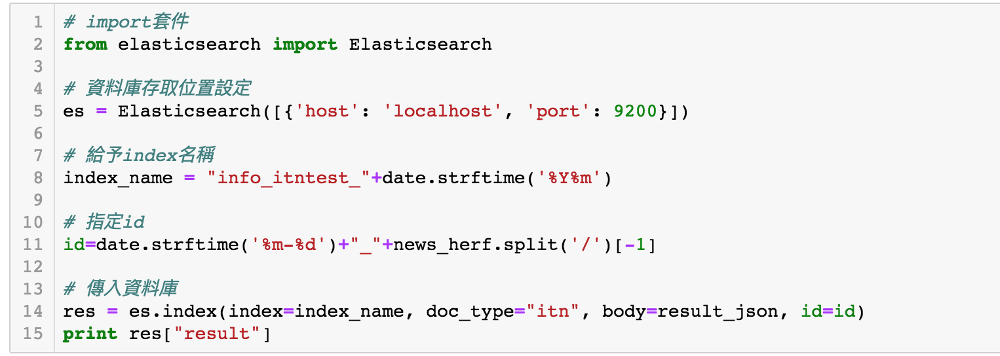 1 # import套件
2 from elasticsearch import Elasticsearch
3
4 # 資料庫存取位置設定
5 es = Elasticsearch([{'host': 'localhost', 'port': 9200}])
6
7 # 給予index名稱
8 index_name = "info_itntest_"+date.strftime('%Y%m')
9
10 # 指定id
11 id=date.strftime('%m-%d')+"_"+news_herf.split('/')[-1]
12
13 # 傳入資料庫
14 res = es.index(index=index_name, doc_type="itn", body=result_json, id=id)
15 print res["result"]